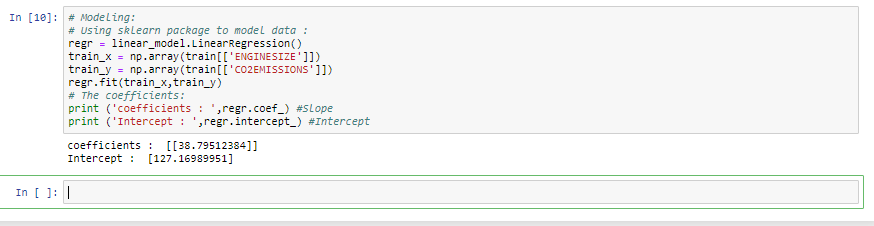 In [10]: # Modeling:
# Using sklearn package to model data :
regr = linear_model.LinearRegression()
train_x = np.array(train[['ENGINESIZE']])
train_y = np.array(train[['CO2EMISSIONS']])
regr.fit(train_x,train_y)
# The coefficients:
print ('coefficients : ',regr.coef_) #Slope
print ('Intercept : ',regr.intercept_) #Intercept
coefficients :  [[38.79512384]]
Intercept :  [127.16989951]
In [ ]: